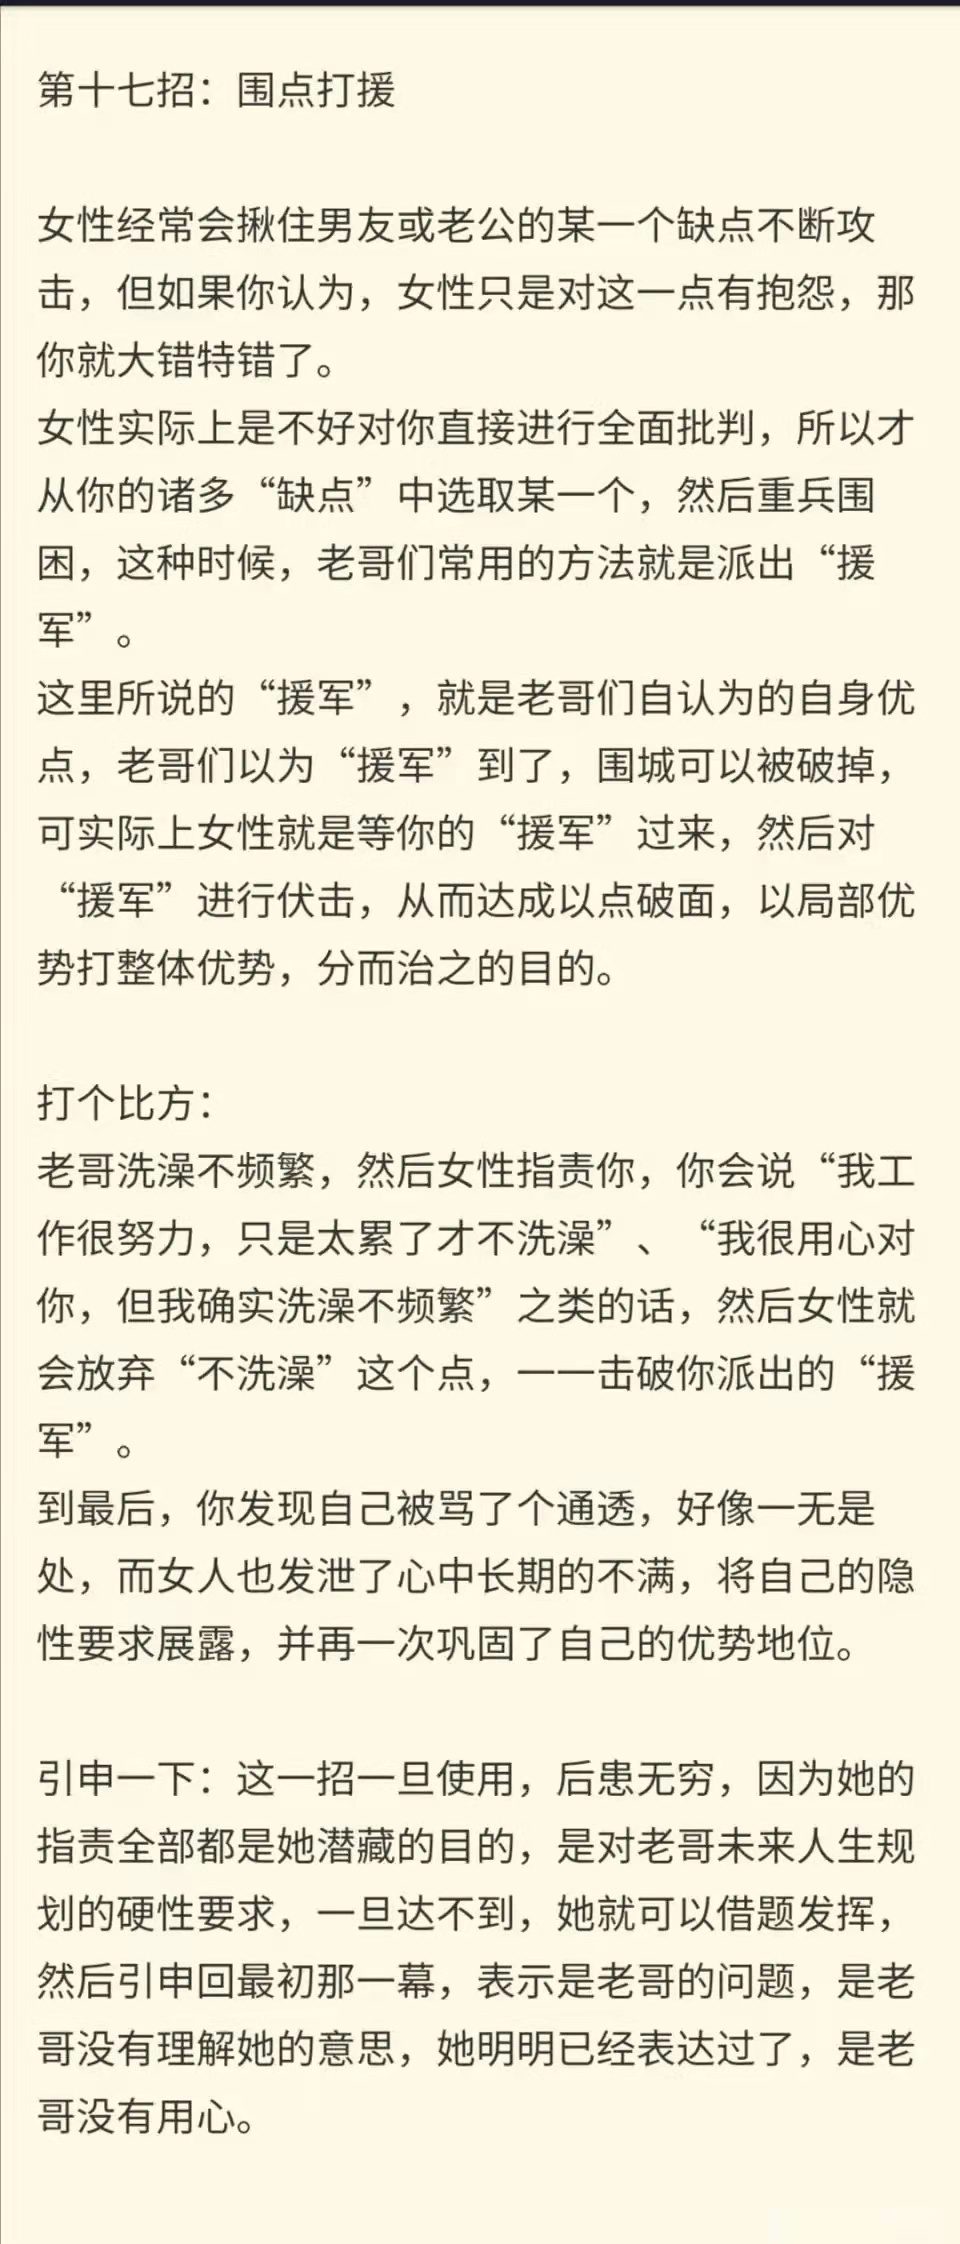 第十七招：围点打援
女性经常会揪住男友或老公的某一个缺点不断攻
击，但如果你认为，女性只是对这一点有抱怨，那
你就大错特错了。
女性实际上是不好对你直接进行全面批判，所以才
从你的诸多“缺点”中选取某一个，然后重兵围
困，这种时候，老哥们常用的方法就是派出“援
军”。
这里所说的“援军”，就是老哥们自认为的自身优
点，老哥们以为“援军”到了，围城可以被破掉，
可实际上女性就是等你的“援军”过来，然后对
“援军”进行伏击，从而达成以点破面，以局部优
势打整体优势，分而治之的目的。
打个比方：
老哥洗澡不频繁，然后女性指责你，你会说“我工
作很努力，只是太累了才不洗澡”、“我很用心对
你，但我确实洗澡不频繁”之类的话，然后女性就
会放弃“不洗澡”这个点，一一击破你派出的“援
军”。
到最后，你发现自己被骂了个通透，好像一无是
处，而女人也发泄了心中长期的不满，将自己的隐
性要求展露，并再一次巩固了自己的优势地位。
引申一下：这一招一旦使用，后患无穷，因为她的
指责全部都是她潜藏的目的，是对老哥未来人生规
划的硬性要求，一旦达不到，她就可以借题发挥，
然后引申回最初那一幕，表示是老哥的问题，是老
哥没有理解她的意思，她明明已经表达过了，是老
哥没有用心。